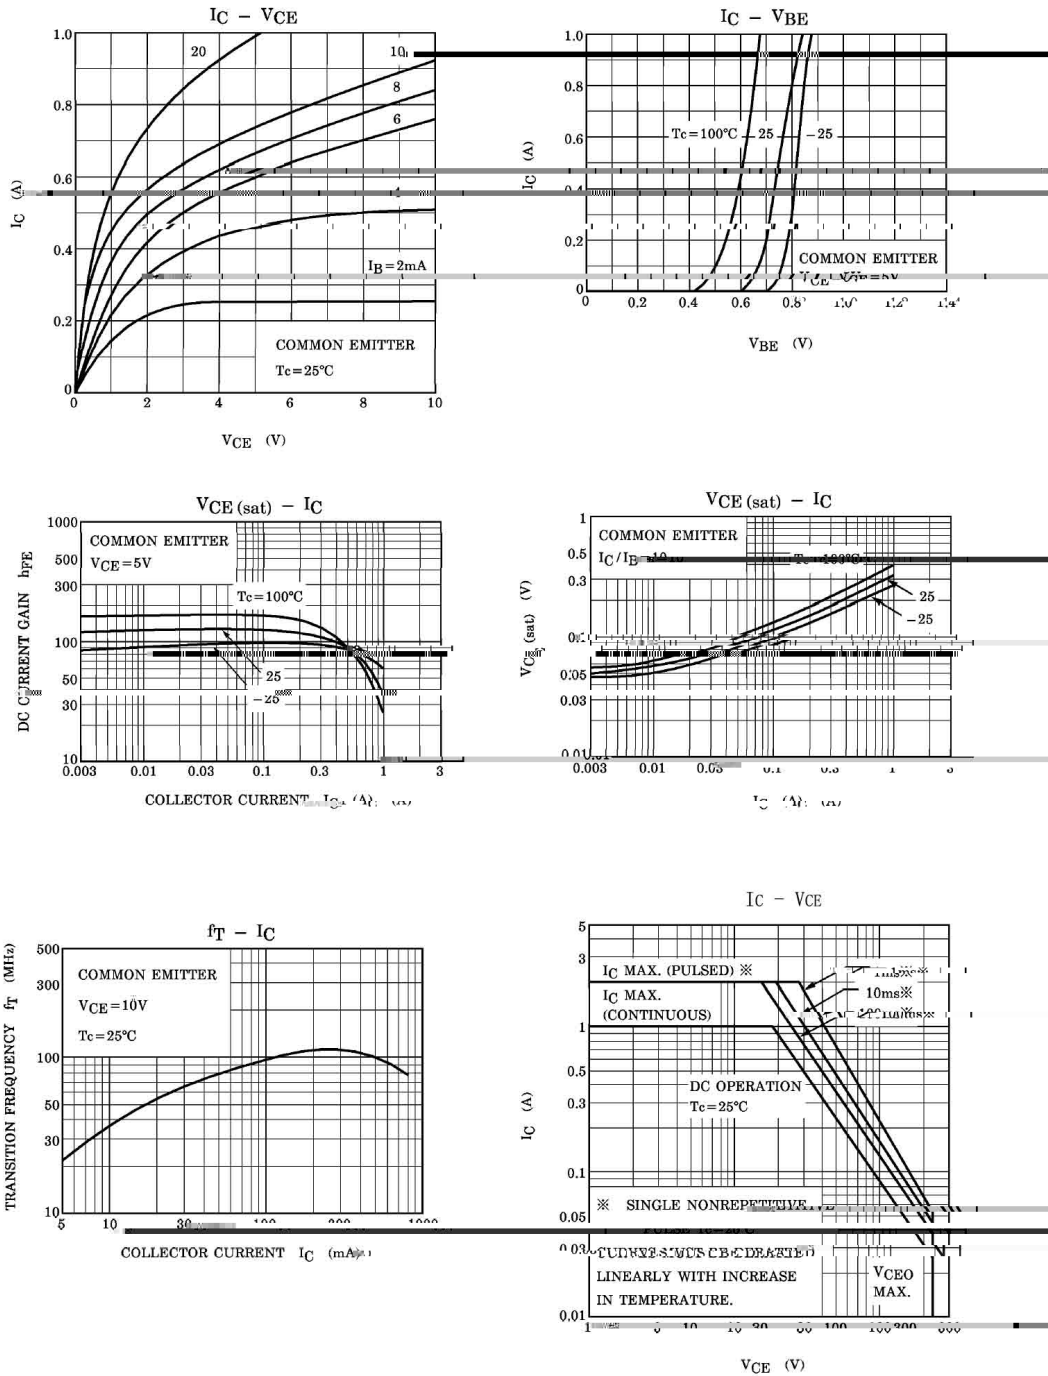 IC – VCE
1.0
0.8
0.6
0.4
0.2
0
0 2 4 6 8 10
20
10
8
6
IB=2mA
COMMON EMITTER
Tc=25℃
IC (A)
VCE (V)
IC – VBE
1.0
0.8
0.6
0.2
0
0 0.2 0.4 0.6 0.8
Tc=100℃ 25 −25
COMMON EMITTER
IC (A)
VBE (V)
VCE (sat) – IC
1000
500
300
100
50
30
10
0.003 0.01 0.03 0.1 0.3 1 3
COMMON EMITTER
VCE=5V
Tc=100℃
25
−25
DC CURRENT GAIN hFE
COLLECTOR CURRENT
VCE (sat) – IC
1
0.5
0.3
0.05
0.03
0.003 0.01
COMMON EMITTER
IC/IB
25
−25
(sat) (V)
fT – IC
500
300
100
50
30
10
5 10 30
COMMON EMITTER
VCE=10V
Tc=25℃
TRANSITION FREQUENCY fT (MHz)
COLLECTOR CURRENT IC
IC – VCE
5
3
1
0.5
0.3
0.1
0.05
0.01
IC MAX. (PULSED) ※
IC MAX.
(CONTINUOUS)
10ms※
DC OPERATION
Tc=25℃
※ SINGLE NONREPETITIVE
LINEARLY WITH INCREASE
IN TEMPERATURE.
VCEO
MAX.
IC (A)
VCE (V)